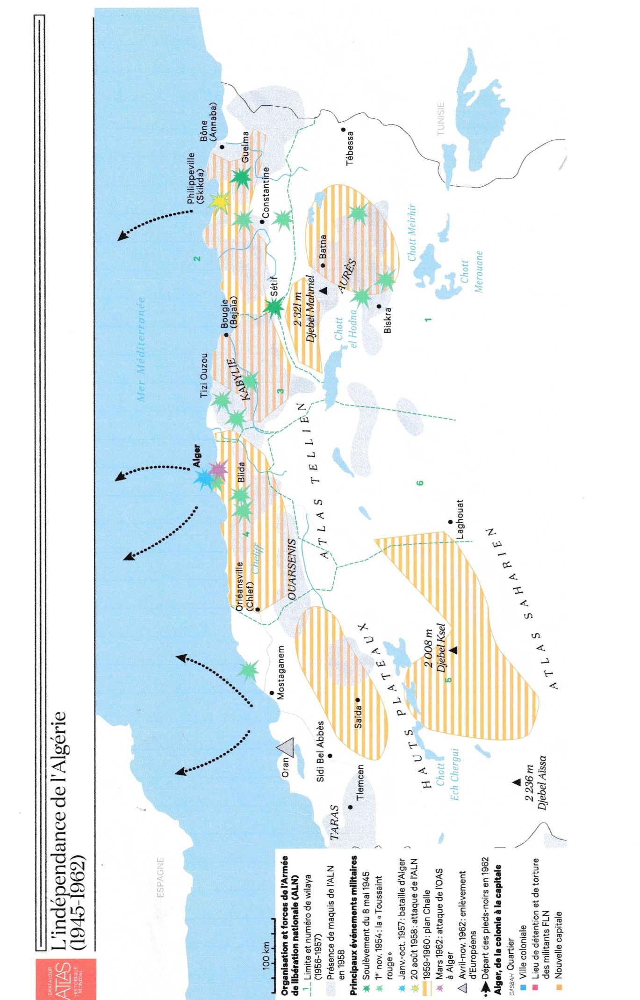 GRATALOUP
ATLAS
HISTORIQUE
MONDIAL
L'indépendance de l'Algérie
(1945-1962)
ESPAGNE
Mer Méditerranée
TUNISIE
Philippeville
(Skikda)
Bône
(Annaba)
Guelma
Constantine
Tébessa
2
Bougie
(Bejaïa)
Sétif
Tizi Ouzou
KABYLIE
3
2 321 m
Djebel Mahmel
Batna
AURÈS
Biskra
Chott
el Hodna
Chott Melrhir
Chott
Merouane
1
Alger
Blida
4
Cheliff
Orléansville
(Chlef)
OUARSENIS
ATLAS TELLIEN
6
Laghouat
Mostaganem
Oran
Sidi Bel Abbès
Saïda
Tlemcen
TARAS
HAUTS PLATEAUX
2 008 m
Djebel Ksel
5
ATLAS SAHARIEN
Chott
Ech Chergui
2 236 m
Djebel Aïssa
100 km
Organisation et forces de l'Armée
de libération nationale (ALN)
1 Limite et numéro de wilaya
(1956-1957)
Présence de maquis de l'ALN
en 1958
Principaux événements militaires
Soulèvement du 8 mai 1945
1er nov. 1954 : la « Toussaint
rouge »
Janv.-oct. 1957 : bataille d'Alger
20 août 1958 : attaque de l'ALN
1959-1960 : plan Challe
Mars 1962 : attaque de l'OAS
à Alger
Avril-nov. 1962 : enlèvement
d'Européens
Départ des pieds-noirs en 1962
Alger, de la colonie à la capitale
CASBAH Quartier
Ville coloniale
Lieu de détention et de torture
des militants FLN
Nouvelle capitale